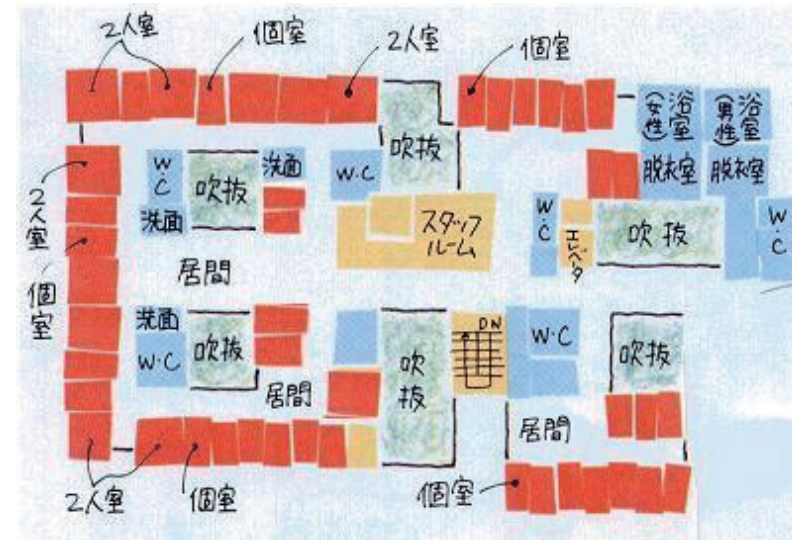 2人室
個室
2人室
個室
浴室
(女性)
浴室
(男性)
脱衣室
脱衣室
吹抜
W・C
洗面
吹抜
洗面
W・C
2人室
個室
スタッフ
ルーム
W・C
エレベータ
吹抜
W・C
居間
洗面
W・C
吹抜
居間
吹抜
DN
W・C
吹抜
居間
2人室
個室
個室